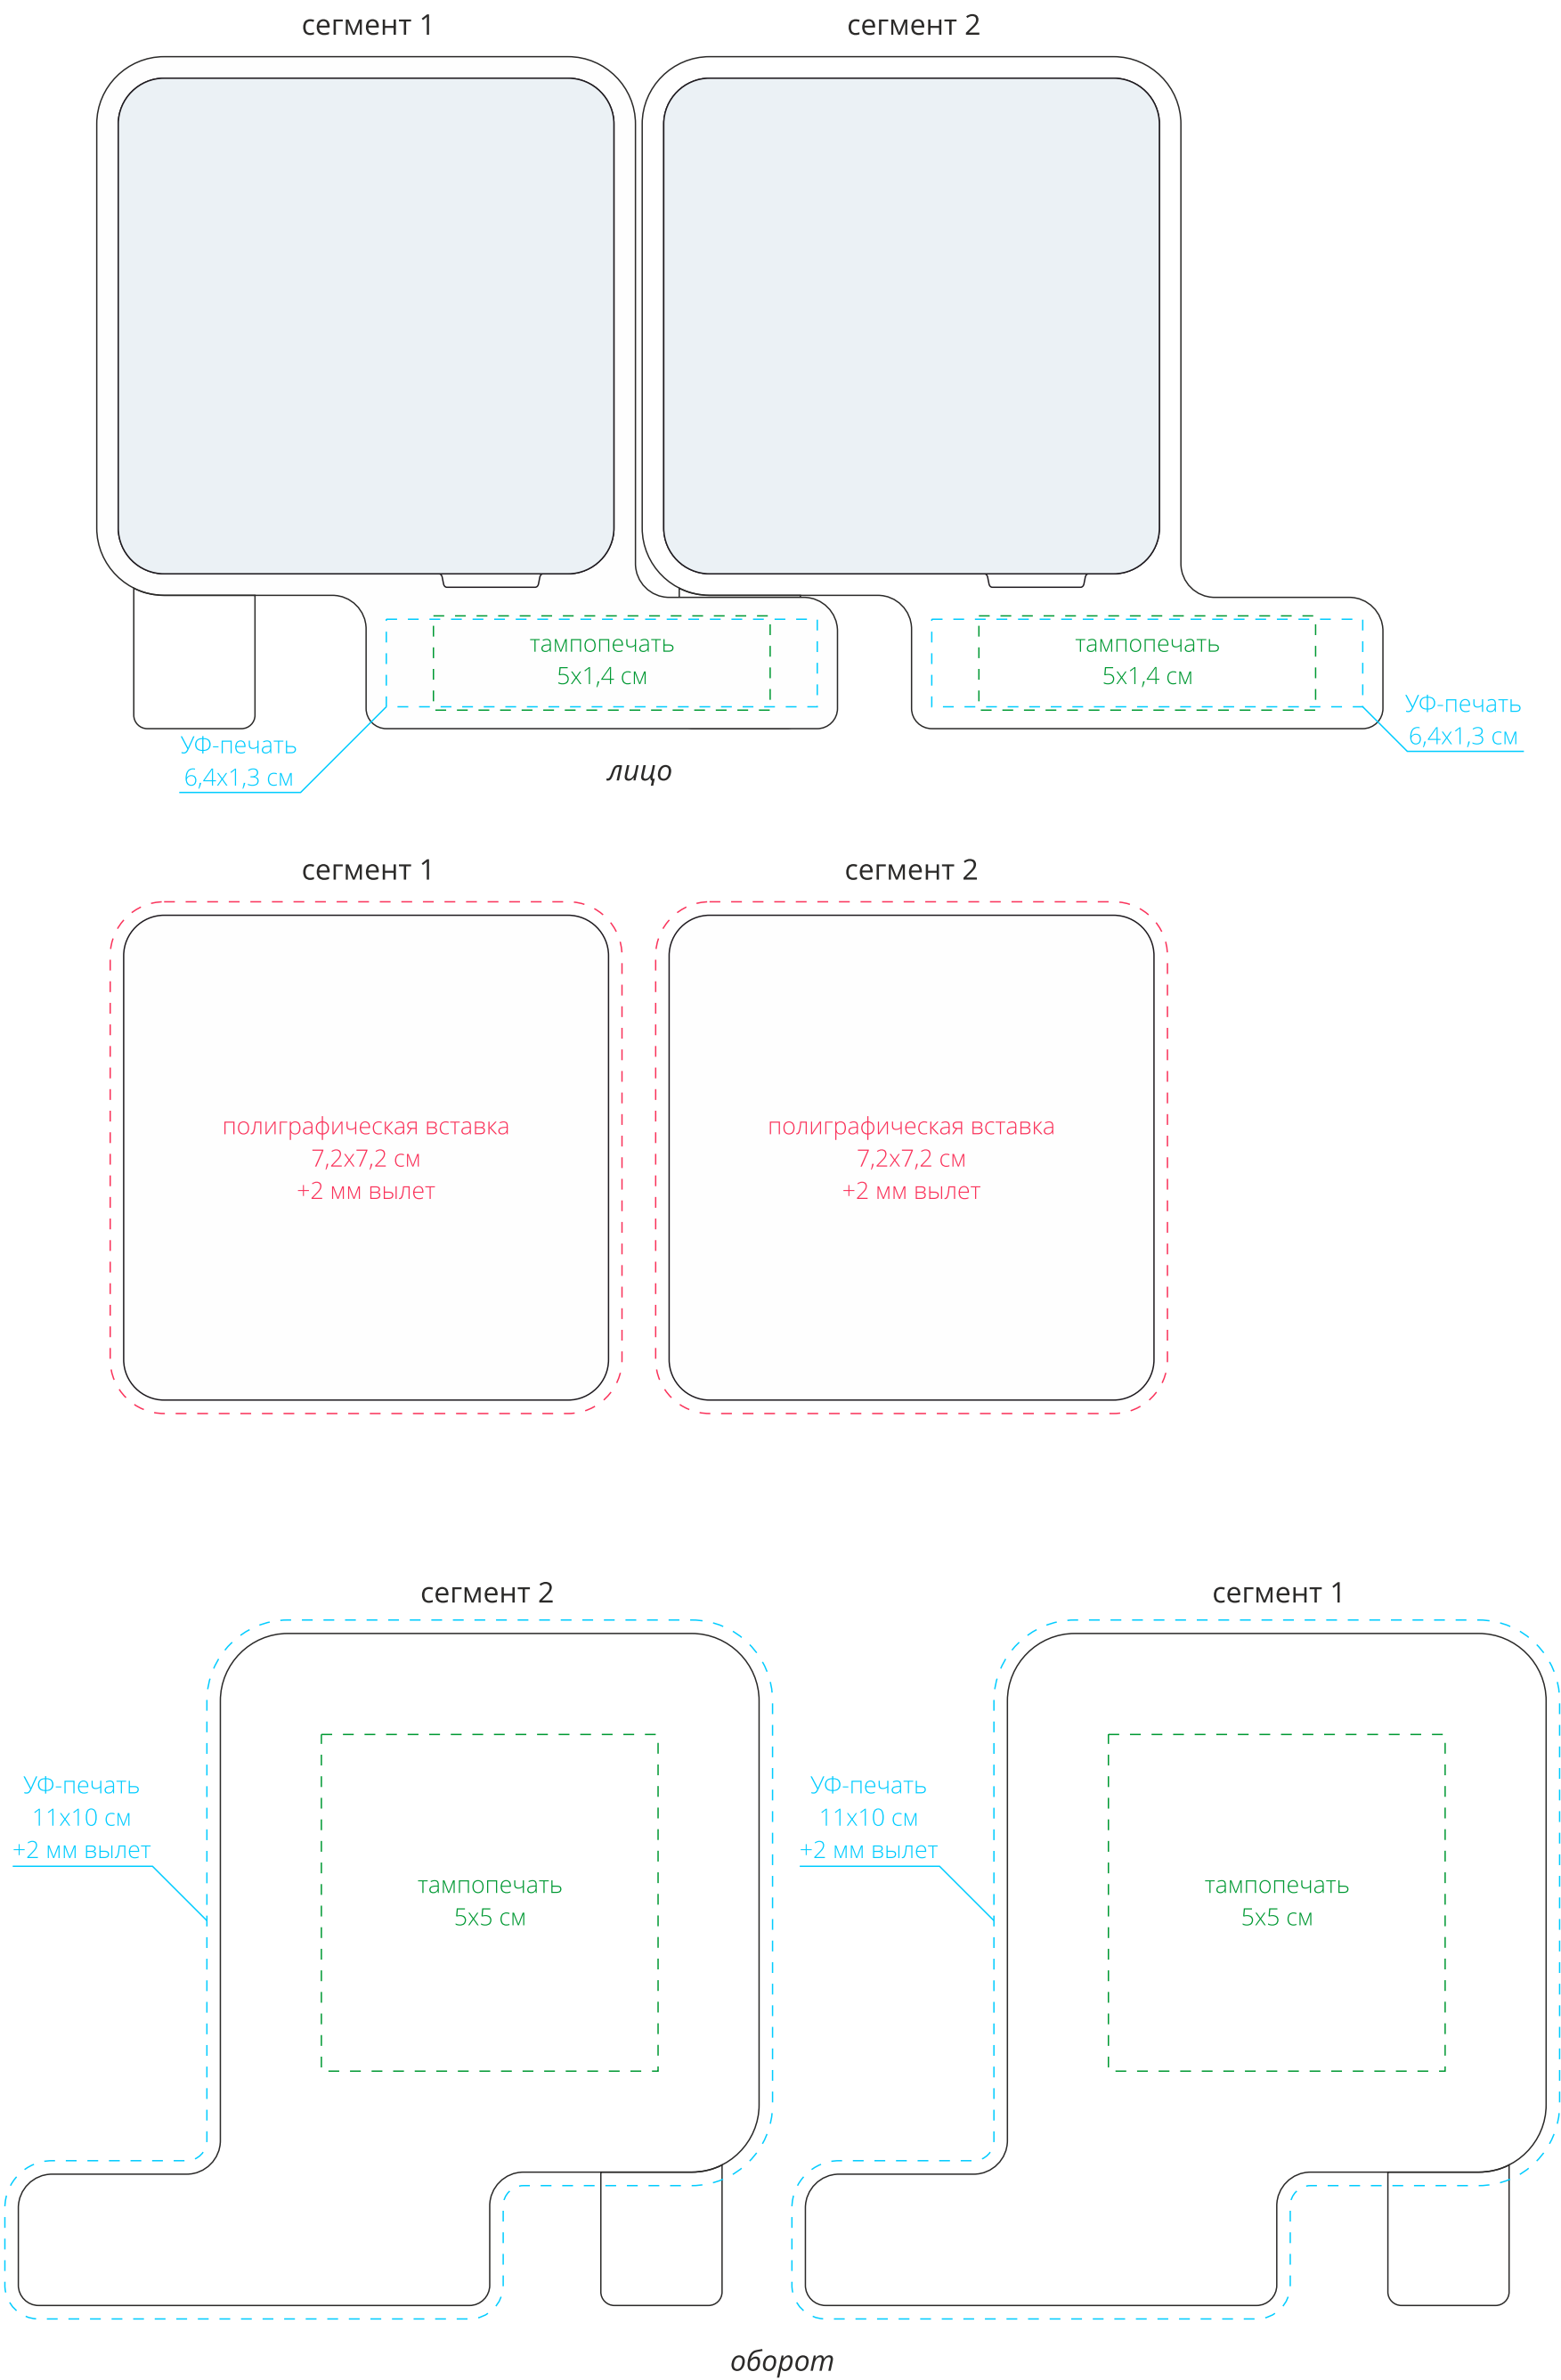 сегмент 1
сегмент 2
тампопечать
5х1,4 см
тампопечать
5х1,4 см
УФ-печать
6,4х1,3 см
УФ-печать
6,4х1,3 см
лицо
сегмент 1
сегмент 2
полиграфическая вставка
7,2х7,2 см
+2 мм вылет
полиграфическая вставка
7,2х7,2 см
+2 мм вылет
сегмент 2
сегмент 1
УФ-печать
11х10 см
+2 мм вылет
тампопечать
5х5 см
УФ-печать
11х10 см
+2 мм вылет
тампопечать
5х5 см
оборот